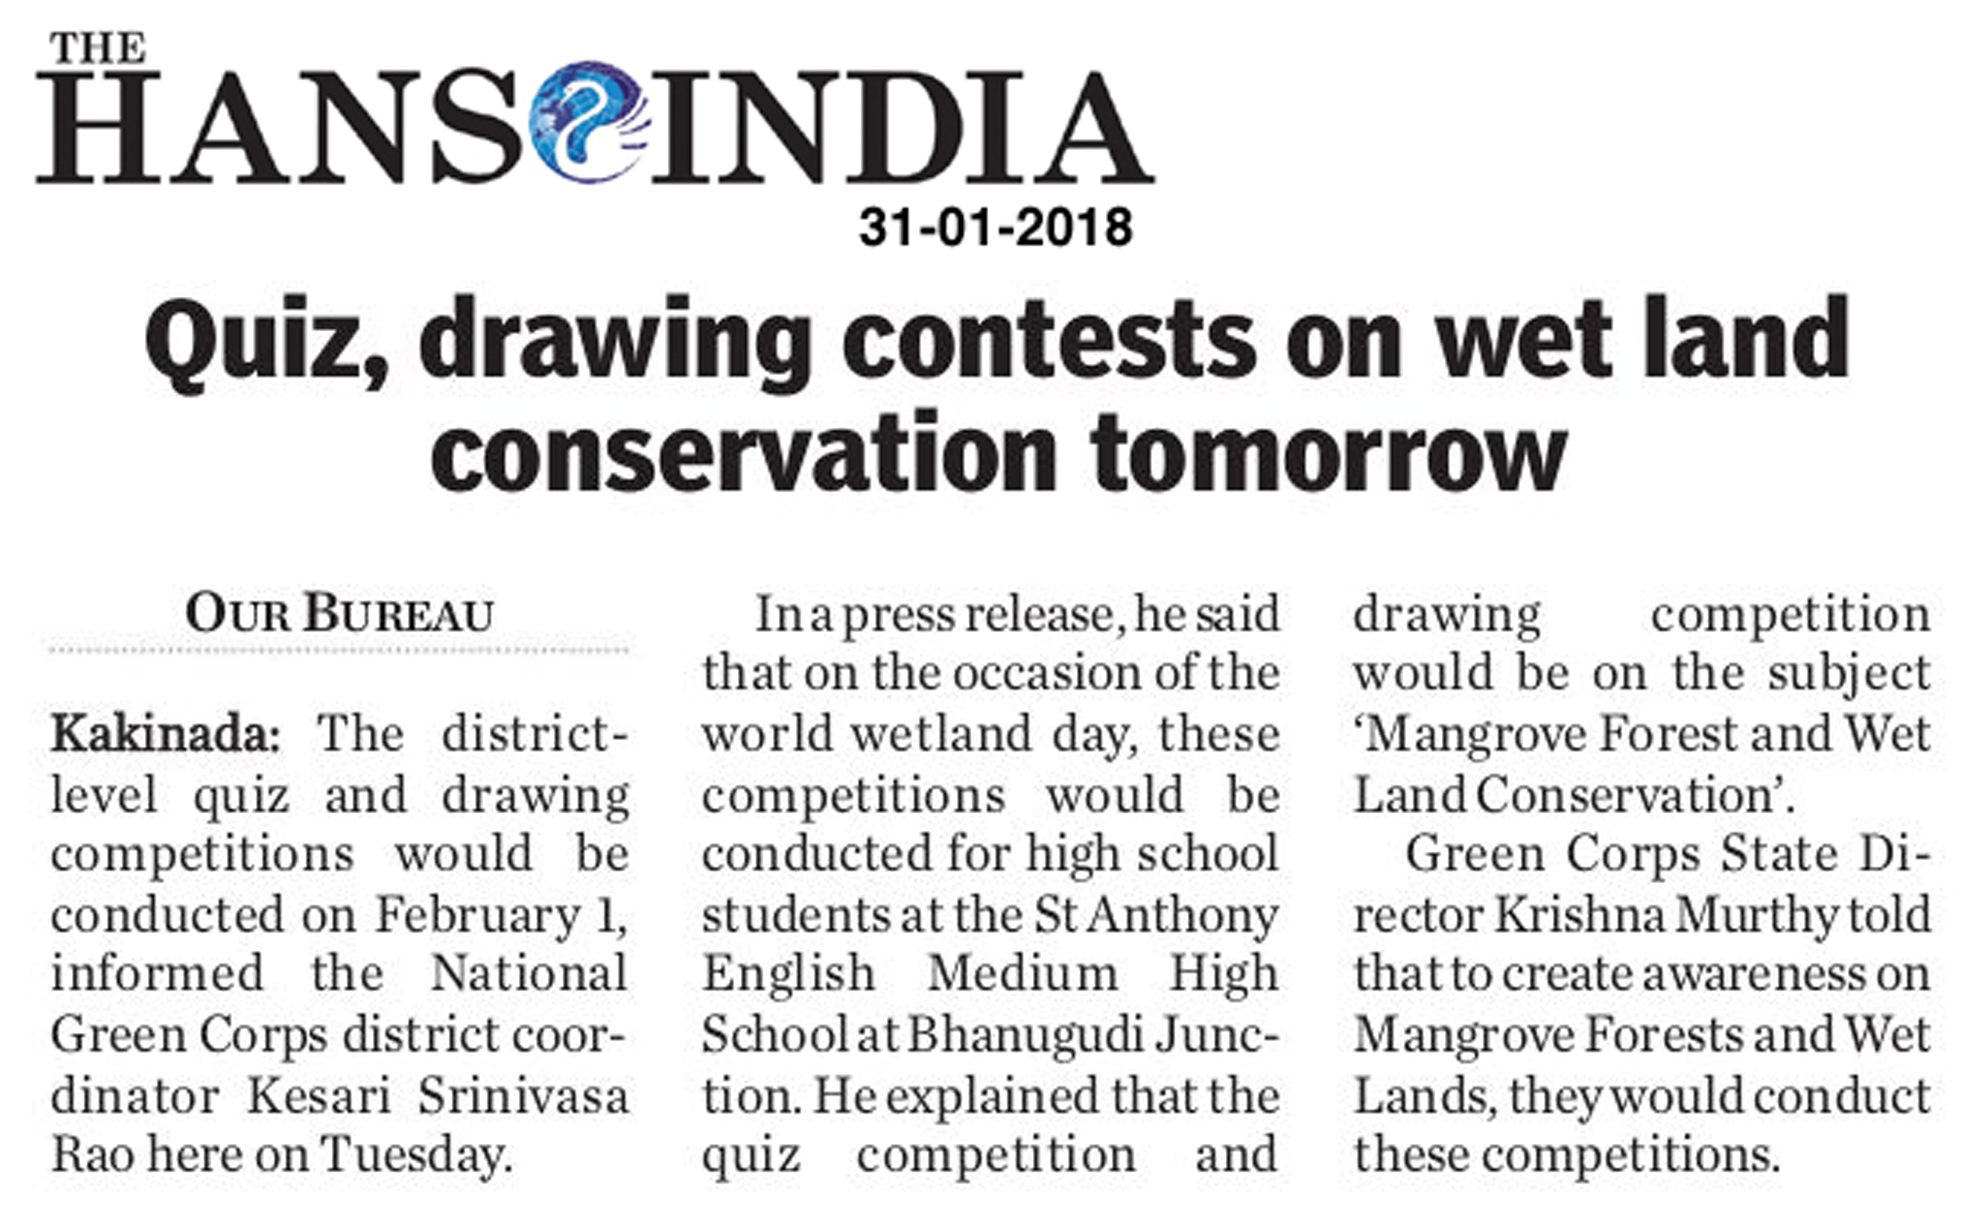 THE
HANS INDIA
31-01-2018
Quiz, drawing contests on wet land
conservation tomorrow
OUR BUREAU
Kakinada: The district-
level quiz and drawing
competitions would be
conducted on February 1,
informed the National
Green Corps district coor-
dinator Kesari Srinivasa
Rao here on Tuesday.
In a press release, he said
that on the occasion of the
world wetland day, these
competitions would be
conducted for high school
students at the St Anthony
English Medium High
School at Bhanugudi Junc-
tion. He explained that the
quiz competition and
drawing competition
would be on the subject
‘Mangrove Forest and Wet
Land Conservation’.
Green Corps State Di-
rector Krishna Murthy told
that to create awareness on
Mangrove Forests and Wet
Lands, they would conduct
these competitions.